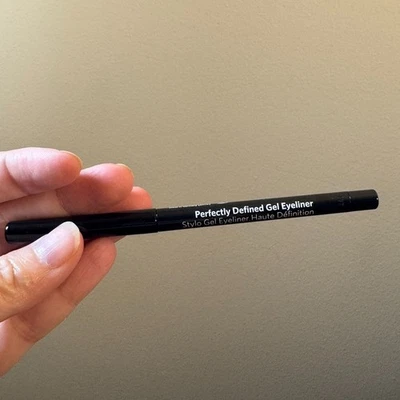 Perfectly Defined Gel Eyeliner
Stylo Gel Eyeliner Haute Définition